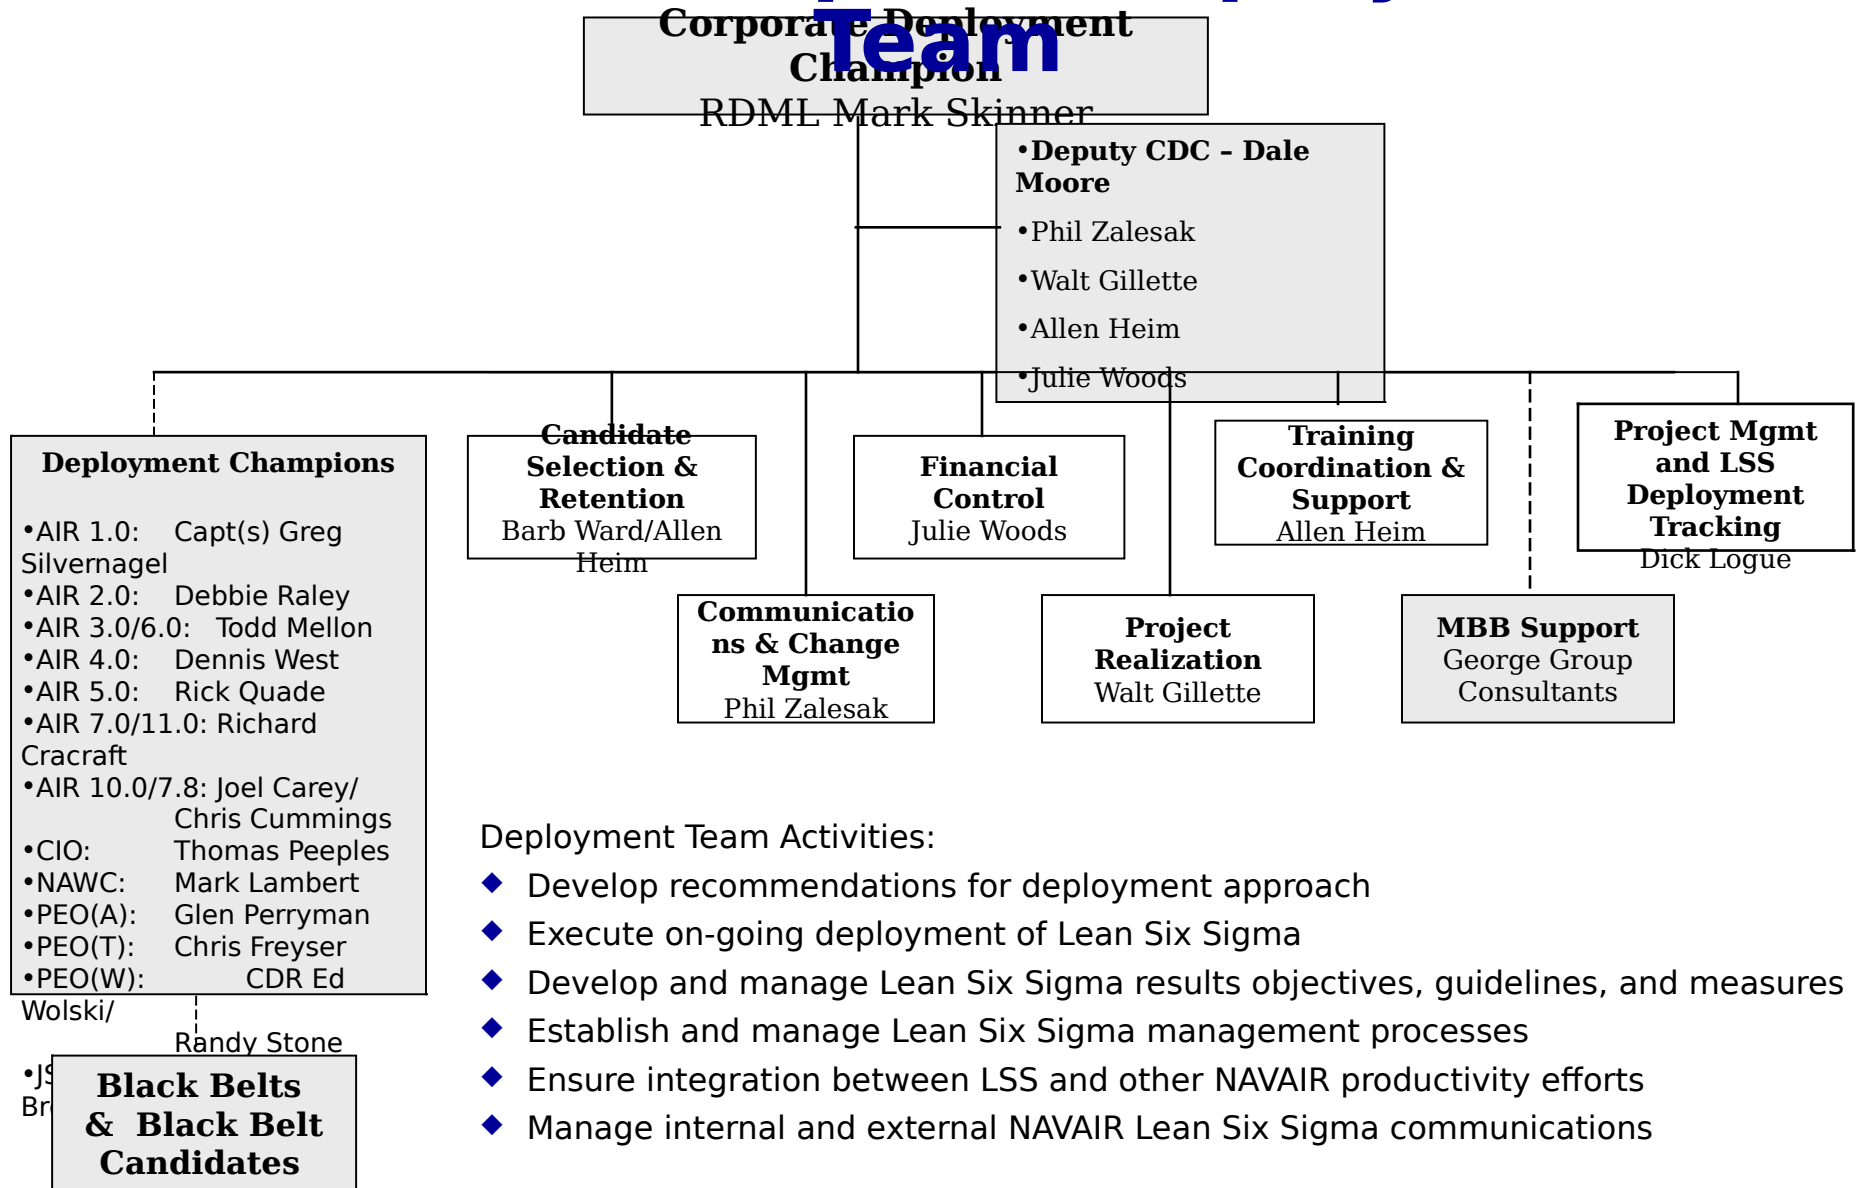 Team
Corporate Deployment
Champion
RDML Mark Skinner
•Deputy CDC – Dale
Moore
•Phil Zalesak
•Walt Gillette
•Allen Heim
•Julie Woods
Deployment Champions
•AIR 1.0: Capt(s) Greg
Silvernagel
•AIR 2.0: Debbie Raley
•AIR 3.0/6.0: Todd Mellon
•AIR 4.0: Dennis West
•AIR 5.0: Rick Quade
•AIR 7.0/11.0: Richard
Cracraft
•AIR 10.0/7.8: Joel Carey/
Chris Cummings
•CIO: Thomas Peeples
•NAWC: Mark Lambert
•PEO(A): Glen Perryman
•PEO(T): Chris Freyser
•PEO(W): CDR Ed
Wolski/
Randy Stone
Black Belts
& Black Belt
Candidates
Candidate
Selection &
Retention
Barb Ward/Allen
Heim
Financial
Control
Julie Woods
Training
Coordination &
Support
Allen Heim
Project Mgmt
and LSS
Deployment
Tracking
Dick Logue
Communicatio
ns & Change
Mgmt
Phil Zalesak
Project
Realization
Walt Gillette
MBB Support
George Group
Consultants
Deployment Team Activities:
◆ Develop recommendations for deployment approach
◆ Execute on-going deployment of Lean Six Sigma
◆ Develop and manage Lean Six Sigma results objectives, guidelines, and measures
◆ Establish and manage Lean Six Sigma management processes
◆ Ensure integration between LSS and other NAVAIR productivity efforts
◆ Manage internal and external NAVAIR Lean Six Sigma communications